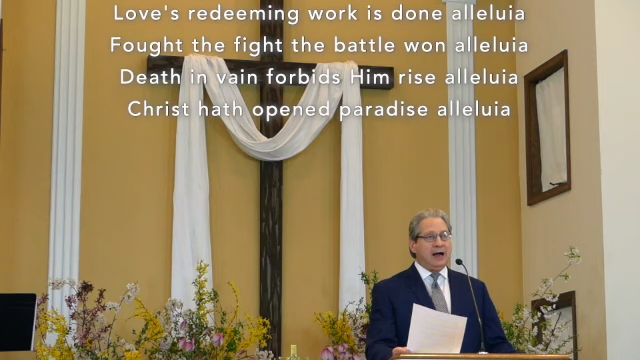 Love's redeeming work is done alleluia
Fought the fight the battle won alleluia
Death in vain forbids Him rise alleluia
Christ hath opened paradise alleluia